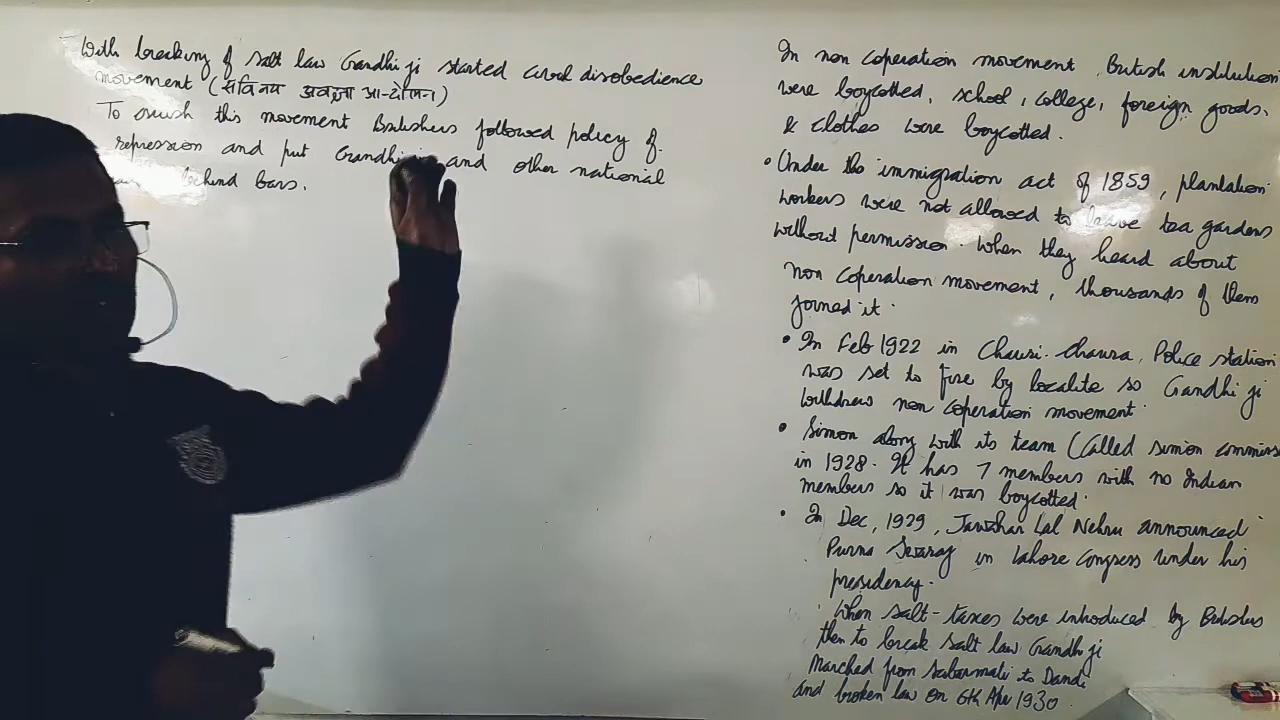 With breaking of salt law Gandhi ji started civil disobedience
movement (सविनय अवज्ञा आन्दोलन)
To crush this movement Britishers followed policy of
repression and put Gandhi and other national
behind bars.
In non coperation movement, British institution
were boycotted, school, college, foreign goods.
& clothes were boycotted.
• Under the immigration act of 1859, plantation
workers were not allowed to leave tea gardens
without permission. When they heard about
non coperation movement, thousands of them
joined it.
• In Feb 1922 in Chauri-Chaura, Police station
was set to fire by localite so Gandhi ji
withdrew non coperation movement.
• Simon along with its team (Called simon commiss
in 1928. It has 7 members with no Indian
members so it was boycotted.
• In Dec, 1929, Jawahar Lal Nehru announced
Purna Swaraj in Lahore Congress under his
presidency.
When salt-taxes were introduced by
then to break salt law Gandhi ji
Marched from Sabarmati to Dandi
and broken law on 6th Apr 1930.